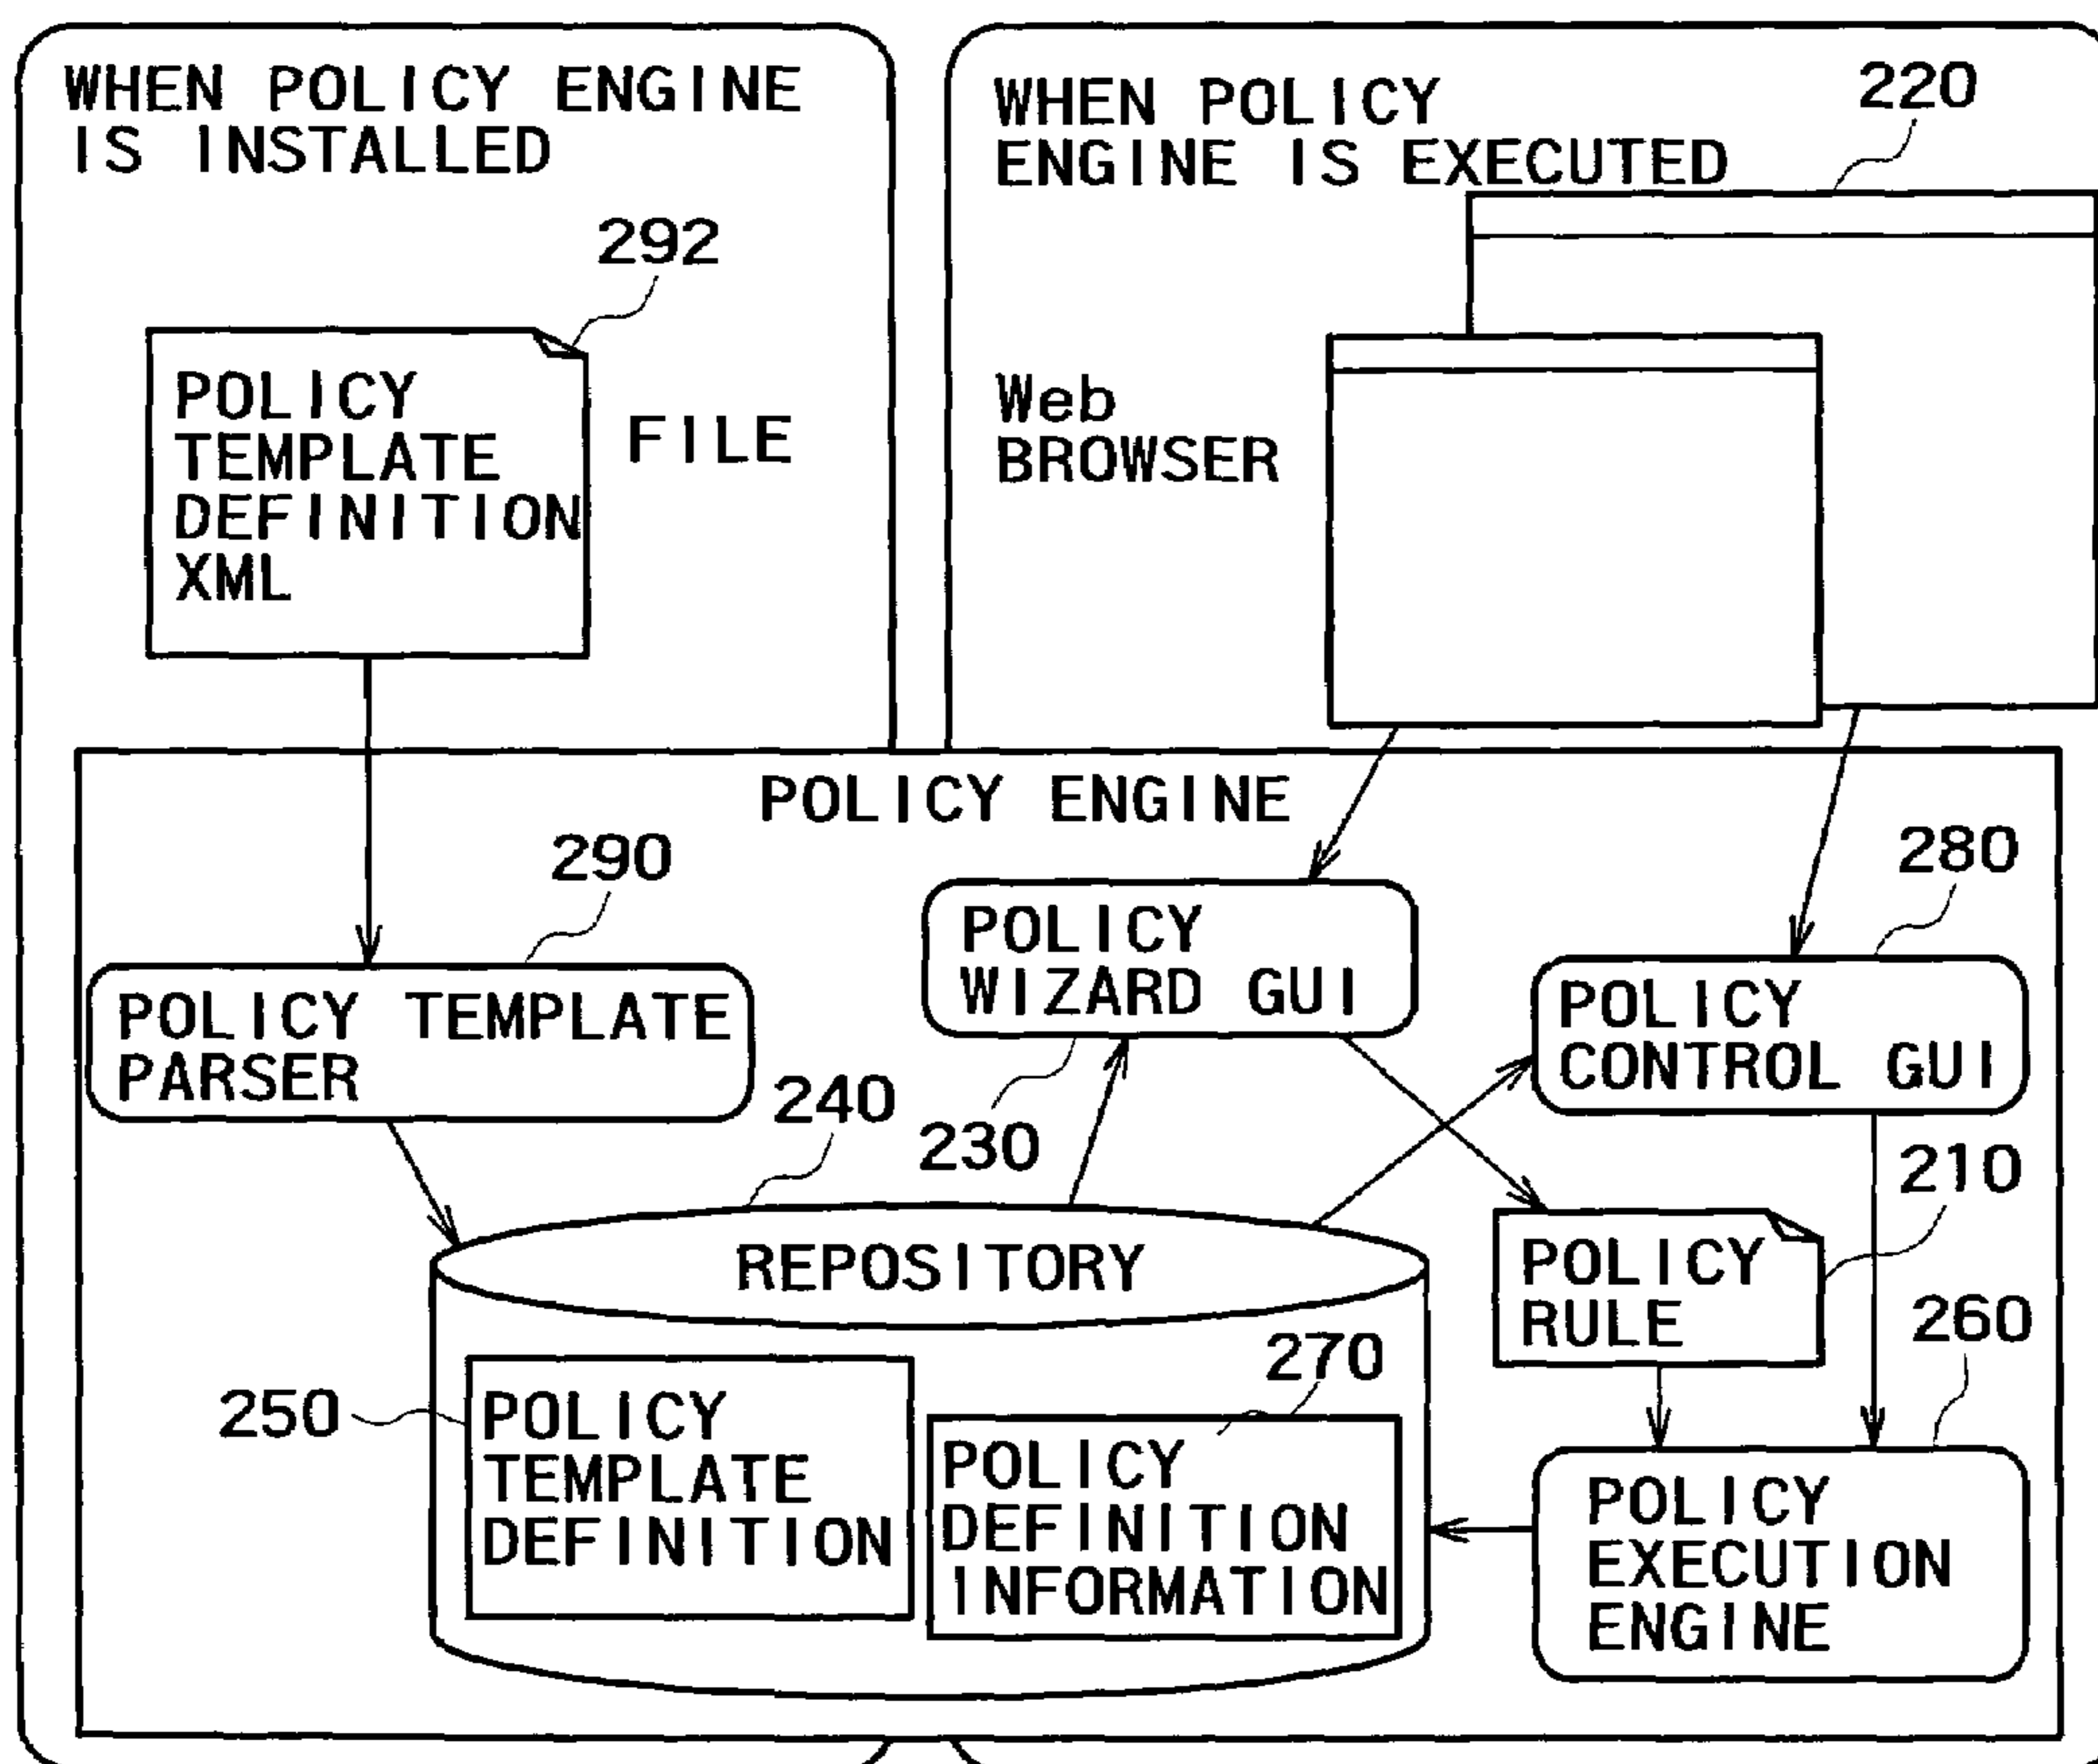 WHEN POLICY ENGINE
IS INSTALLED
292
POLICY
TEMPLATE
DEFINITION
XML
FILE
WHEN POLICY
ENGINE IS EXECUTED
220
Web
BROWSER
POLICY ENGINE
290
POLICY TEMPLATE
PARSER
POLICY
WIZARD GUI
230
280
POLICY
CONTROL GUI
240
REPOSITORY
210
POLICY
RULE
250
POLICY
TEMPLATE
DEFINITION
270
POLICY
DEFINITION
INFORMATION
260
POLICY
EXECUTION
ENGINE